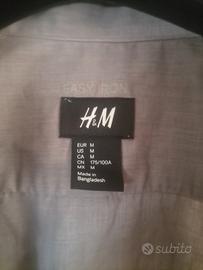 EASY IRON
H&M
EUR M
US M
CA M
CN 175/100A
MX M
Made in
Bangladesh
subito